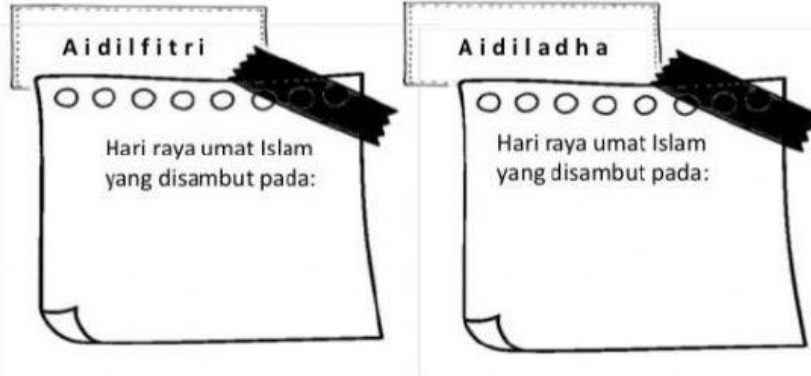 Aidilfitri
Hari raya umat Islam
yang disambut pada:
Aidiladha
Hari raya umat Islam
yang disambut pada: